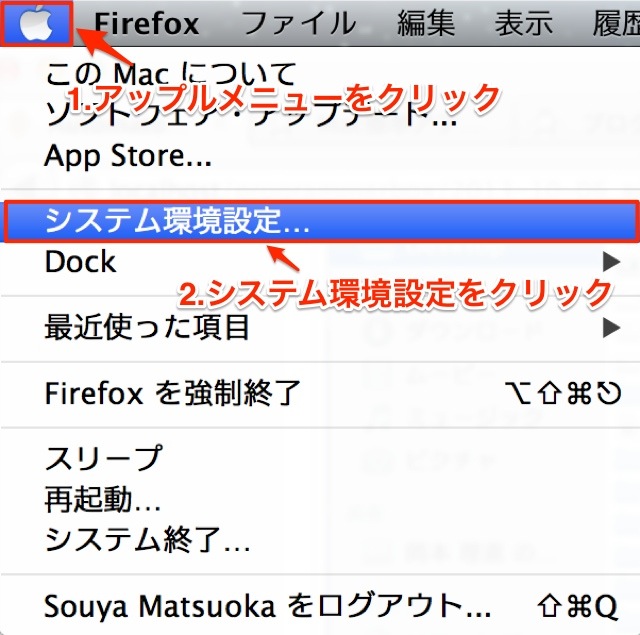 Firefox ファイル 編集 表示 履歴
この Mac について
1.アップルメニューをクリック
ソフトウェア・アップデート...
App Store...
システム環境設定...
Dock ▶
2.システム環境設定をクリック
最近使った項目 ▶
Firefox を強制終了 ⌥⇧⌘⎋
スリープ
再起動...
システム終了...
Souya Matsuoka をログアウト... ⇧⌘Q